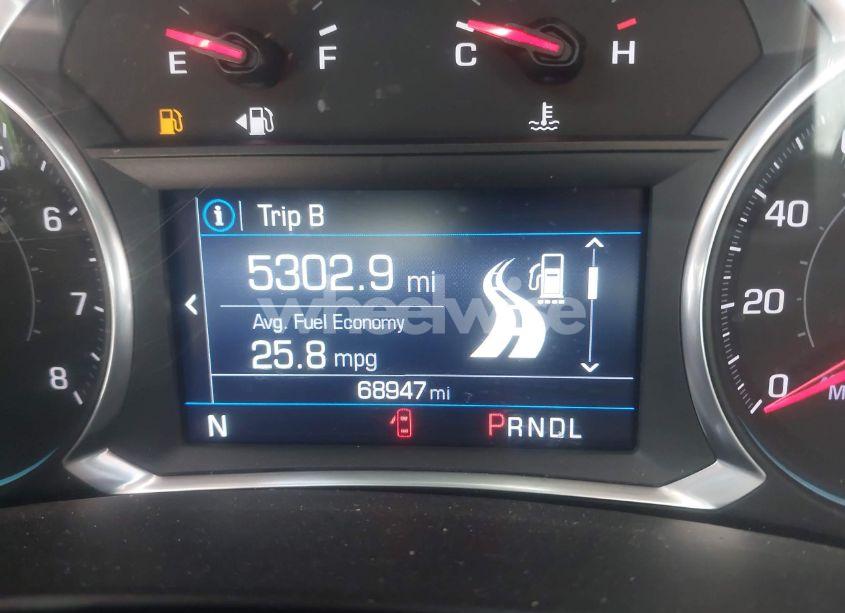 E F C H
Trip B
5302.9 mi
Avg. Fuel Economy
25.8 mpg
68947 mi
N PRNDL
6
7
8
40
20
0
wheelwise